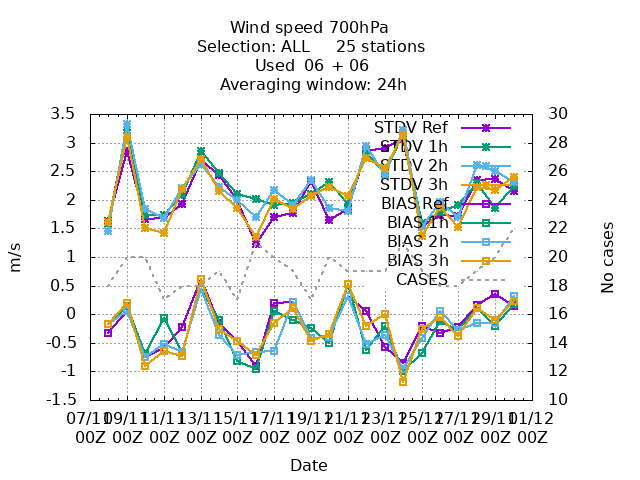 Wind speed 700hPa
Selection: ALL 25 stations
Used 06 + 06
Averaging window: 24h
3.5
3
2.5
2
1.5
1
0.5
0
-0.5
-1
-1.5
m/s
30
28
26
24
22
20
18
16
14
12
10
No cases
STDV Ref
STDV 1h
STDV 2h
STDV 3h
BIAS Ref
BIAS 1h
BIAS 2h
BIAS 3h
CASES
07/11 09/11 11/11 13/11 15/11 17/11 19/11 21/11 23/11 25/11 27/11 29/11 01/12
00Z 00Z 00Z 00Z 00Z 00Z 00Z 00Z 00Z 00Z 00Z 00Z 00Z
Date